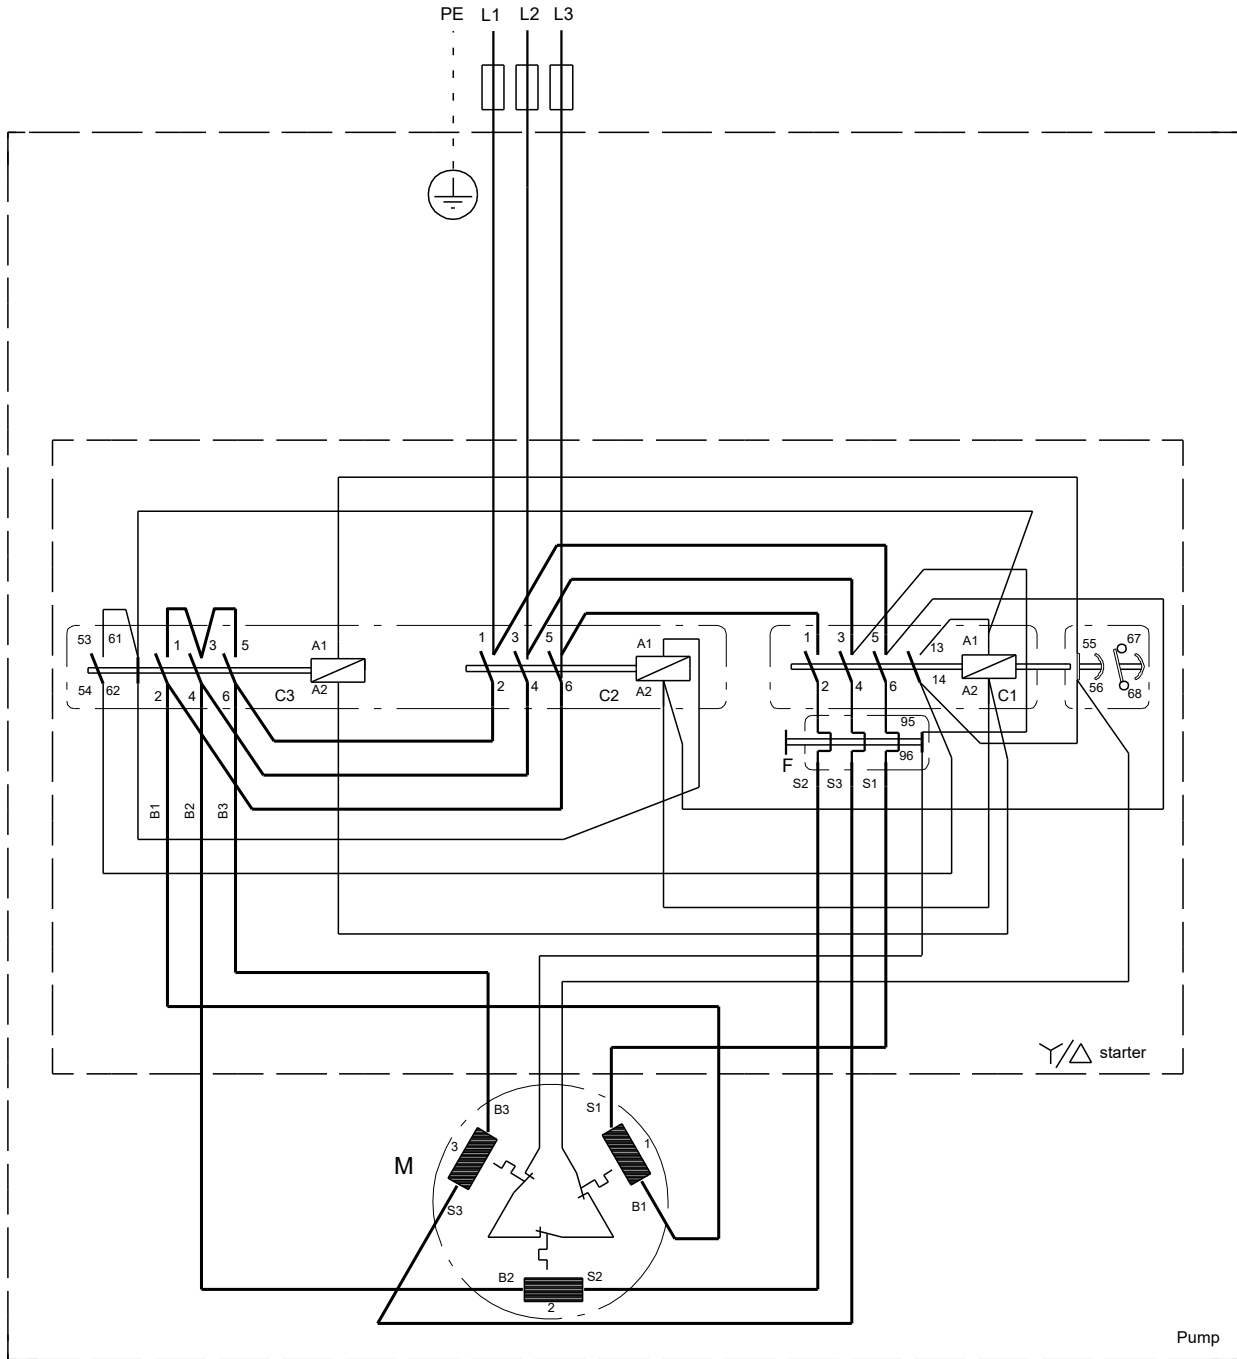 PE L1 L2 L3
53 61 1 3 5 A1
54 62 2 4 6 C3 A2
1 3 5 A1
2 4 6 C2 A2
1 3 5 13 A1
2 4 6 14 A2 C1
55 67
56 68
95
96
F
S2 S3 S1
B1 B2 B3
starter
B3 S1
3 1
M
S3 B1
B2 S2
2
Pump